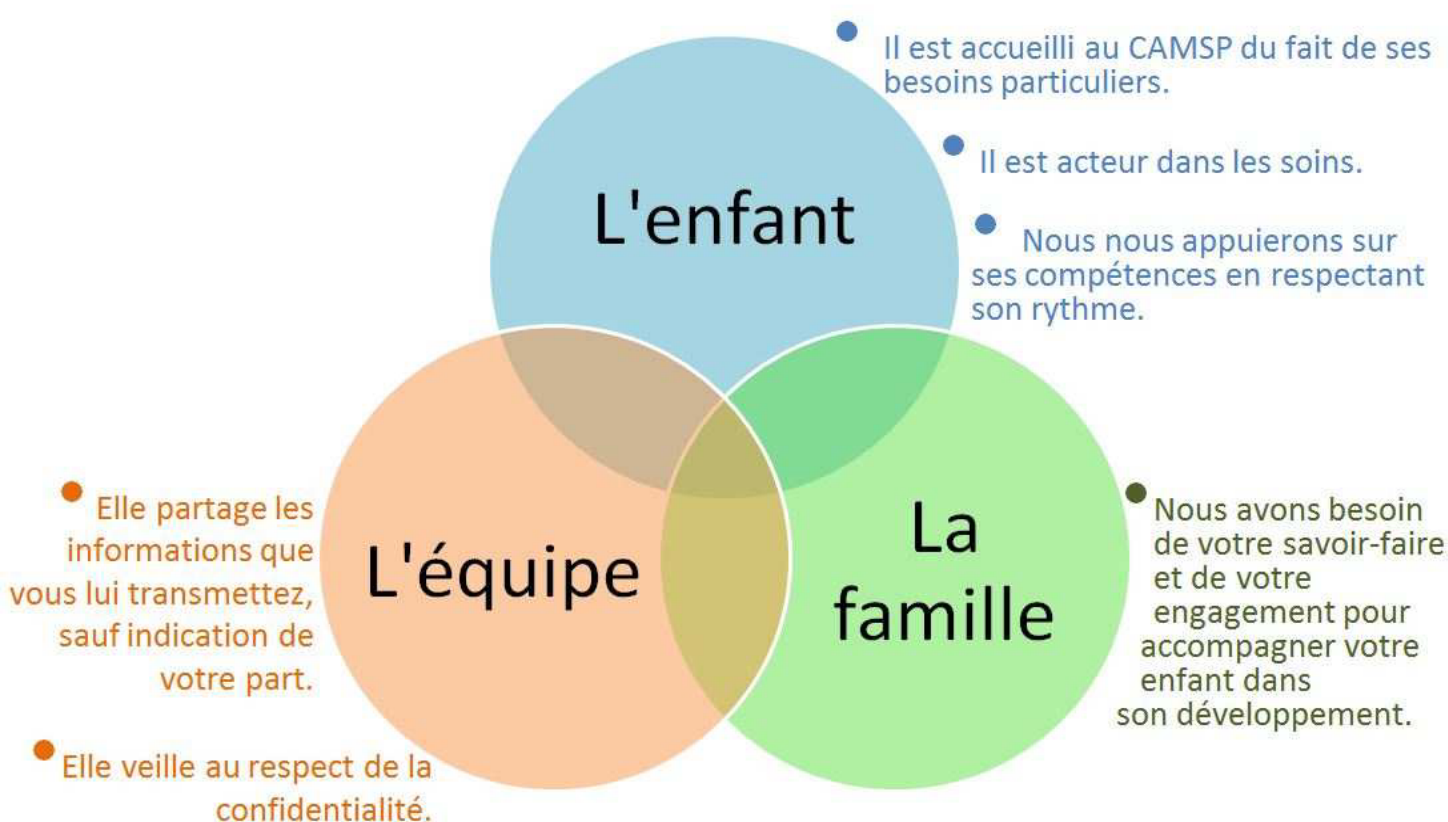 Il est accueilli au CAMSP du fait de ses
besoins particuliers.
Il est acteur dans les soins.
Nous nous appuierons sur
ses compétences en respectant
son rythme.
L'enfant
L'équipe
La
famille
Elle partage les
informations que
vous lui transmettez,
sauf indication de
votre part.
Elle veille au respect de la
confidentialité.
Nous avons besoin
de votre savoir-faire
et de votre
engagement pour
accompagner votre
enfant dans
son développement.